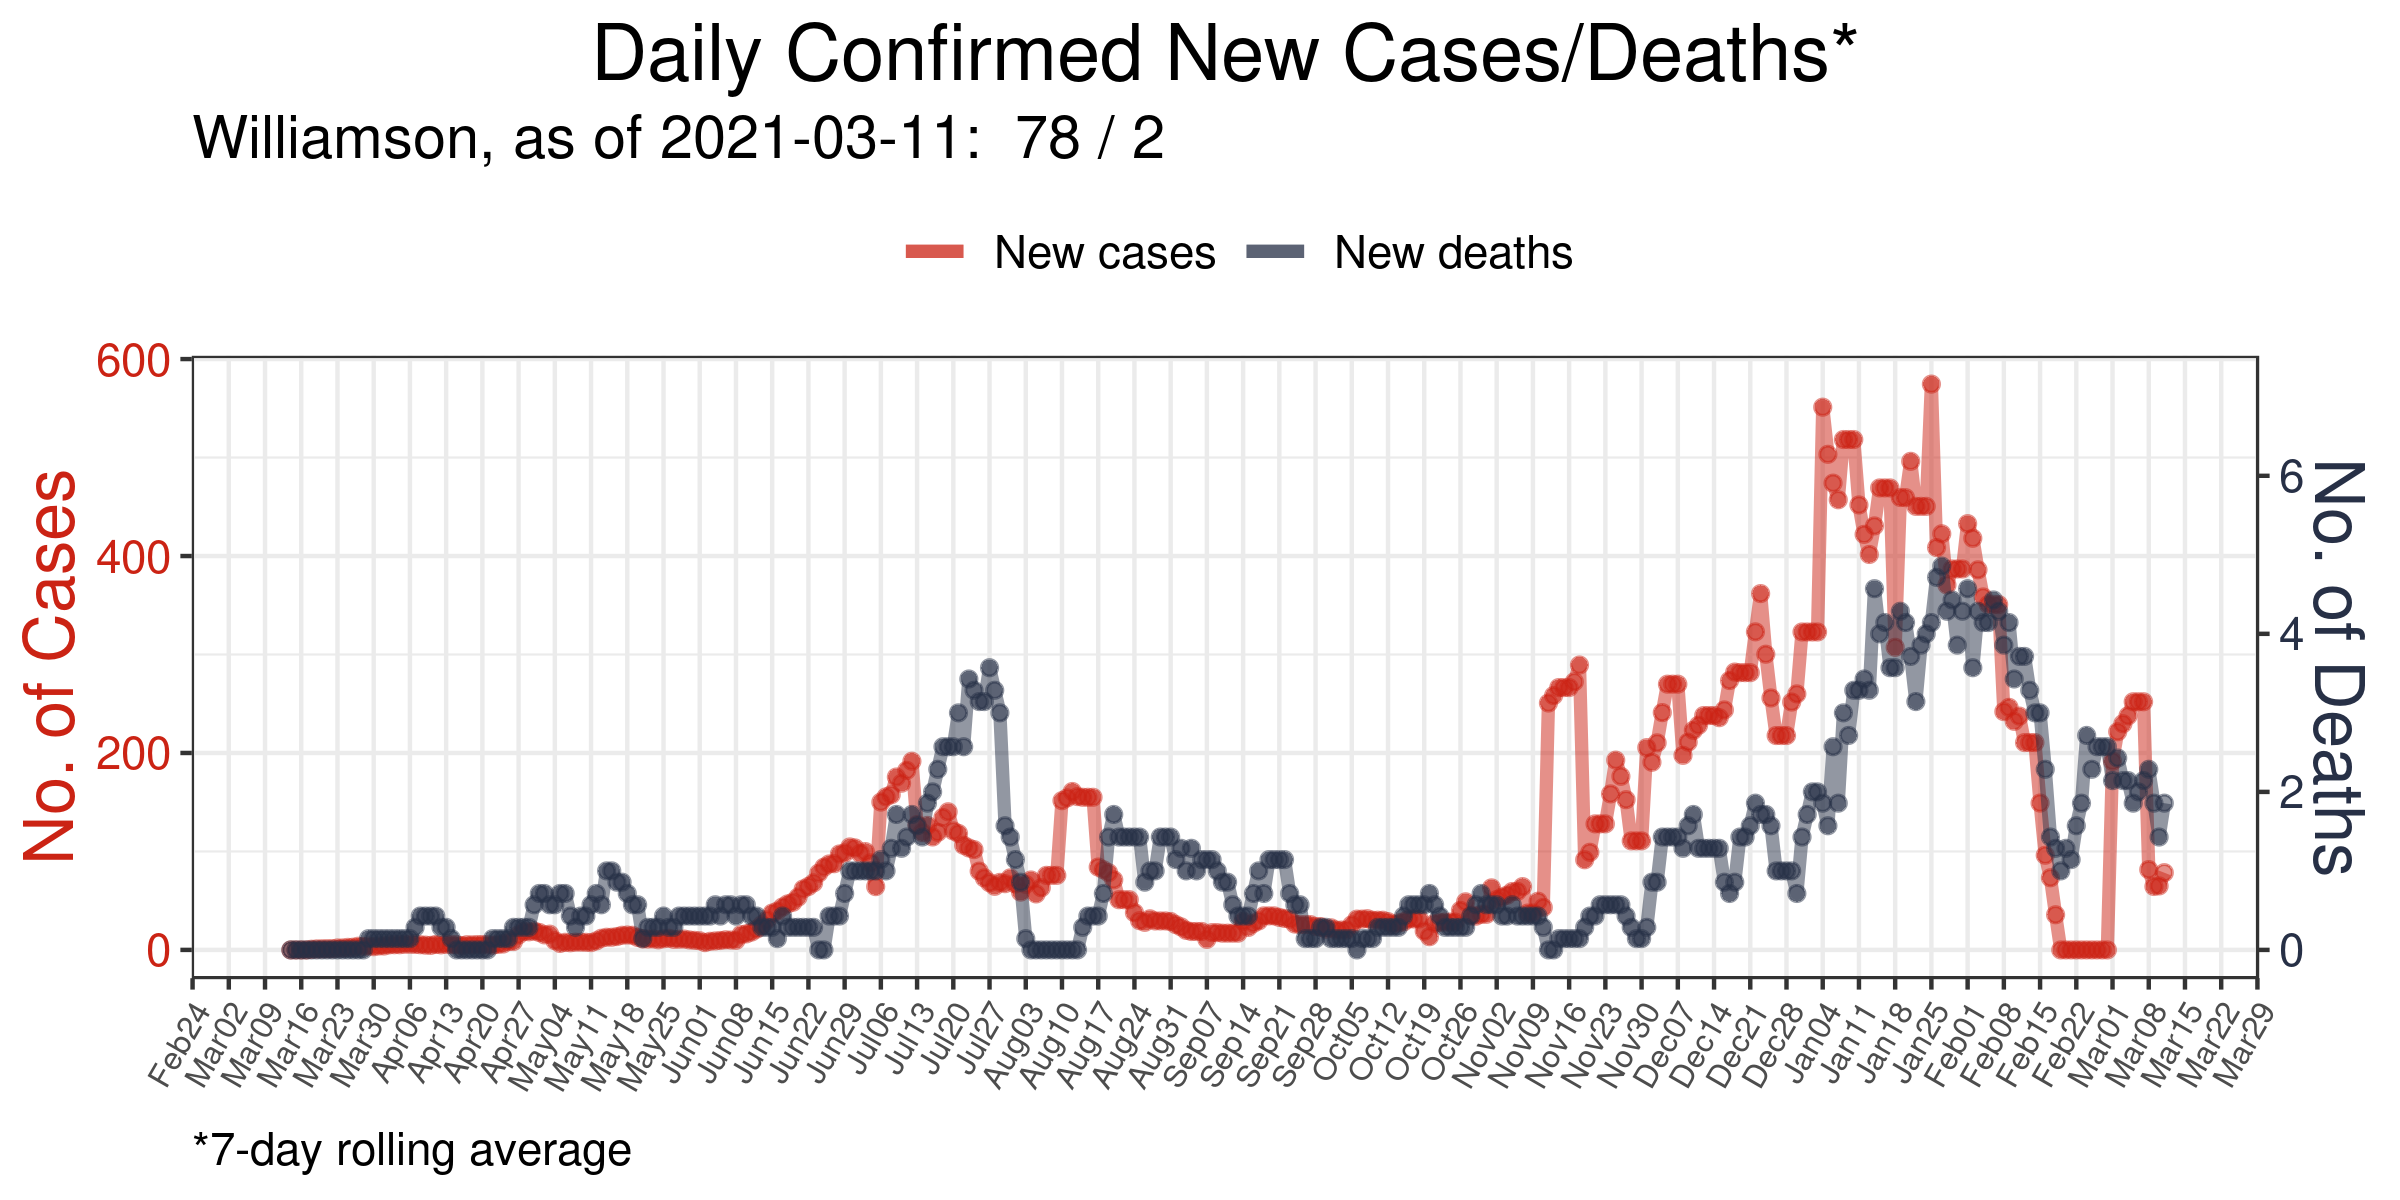 Daily Confirmed New Cases/Deaths*
Williamson, as of 2021-03-11:  78 / 2
New cases
New deaths
No. of Cases
600
400
200
0
6
4
2
0
No. of Deaths
Feb24
Mar02
Mar09
Mar16
Mar23
Mar30
Apr06
Apr13
Apr20
Apr27
May04
May11
May18
May25
Jun01
Jun08
Jun15
Jun22
Jun29
Jul06
Jul13
Jul20
Jul27
Aug03
Aug10
Aug17
Aug24
Aug31
Sep07
Sep14
Sep21
Sep28
Oct05
Oct12
Oct19
Oct26
Nov02
Nov09
Nov16
Nov23
Nov30
Dec07
Dec14
Dec21
Dec28
Jan04
Jan11
Jan18
Jan25
Feb01
Feb08
Feb15
Feb22
Mar01
Mar08
Mar15
Mar22
Mar29
*7-day rolling average